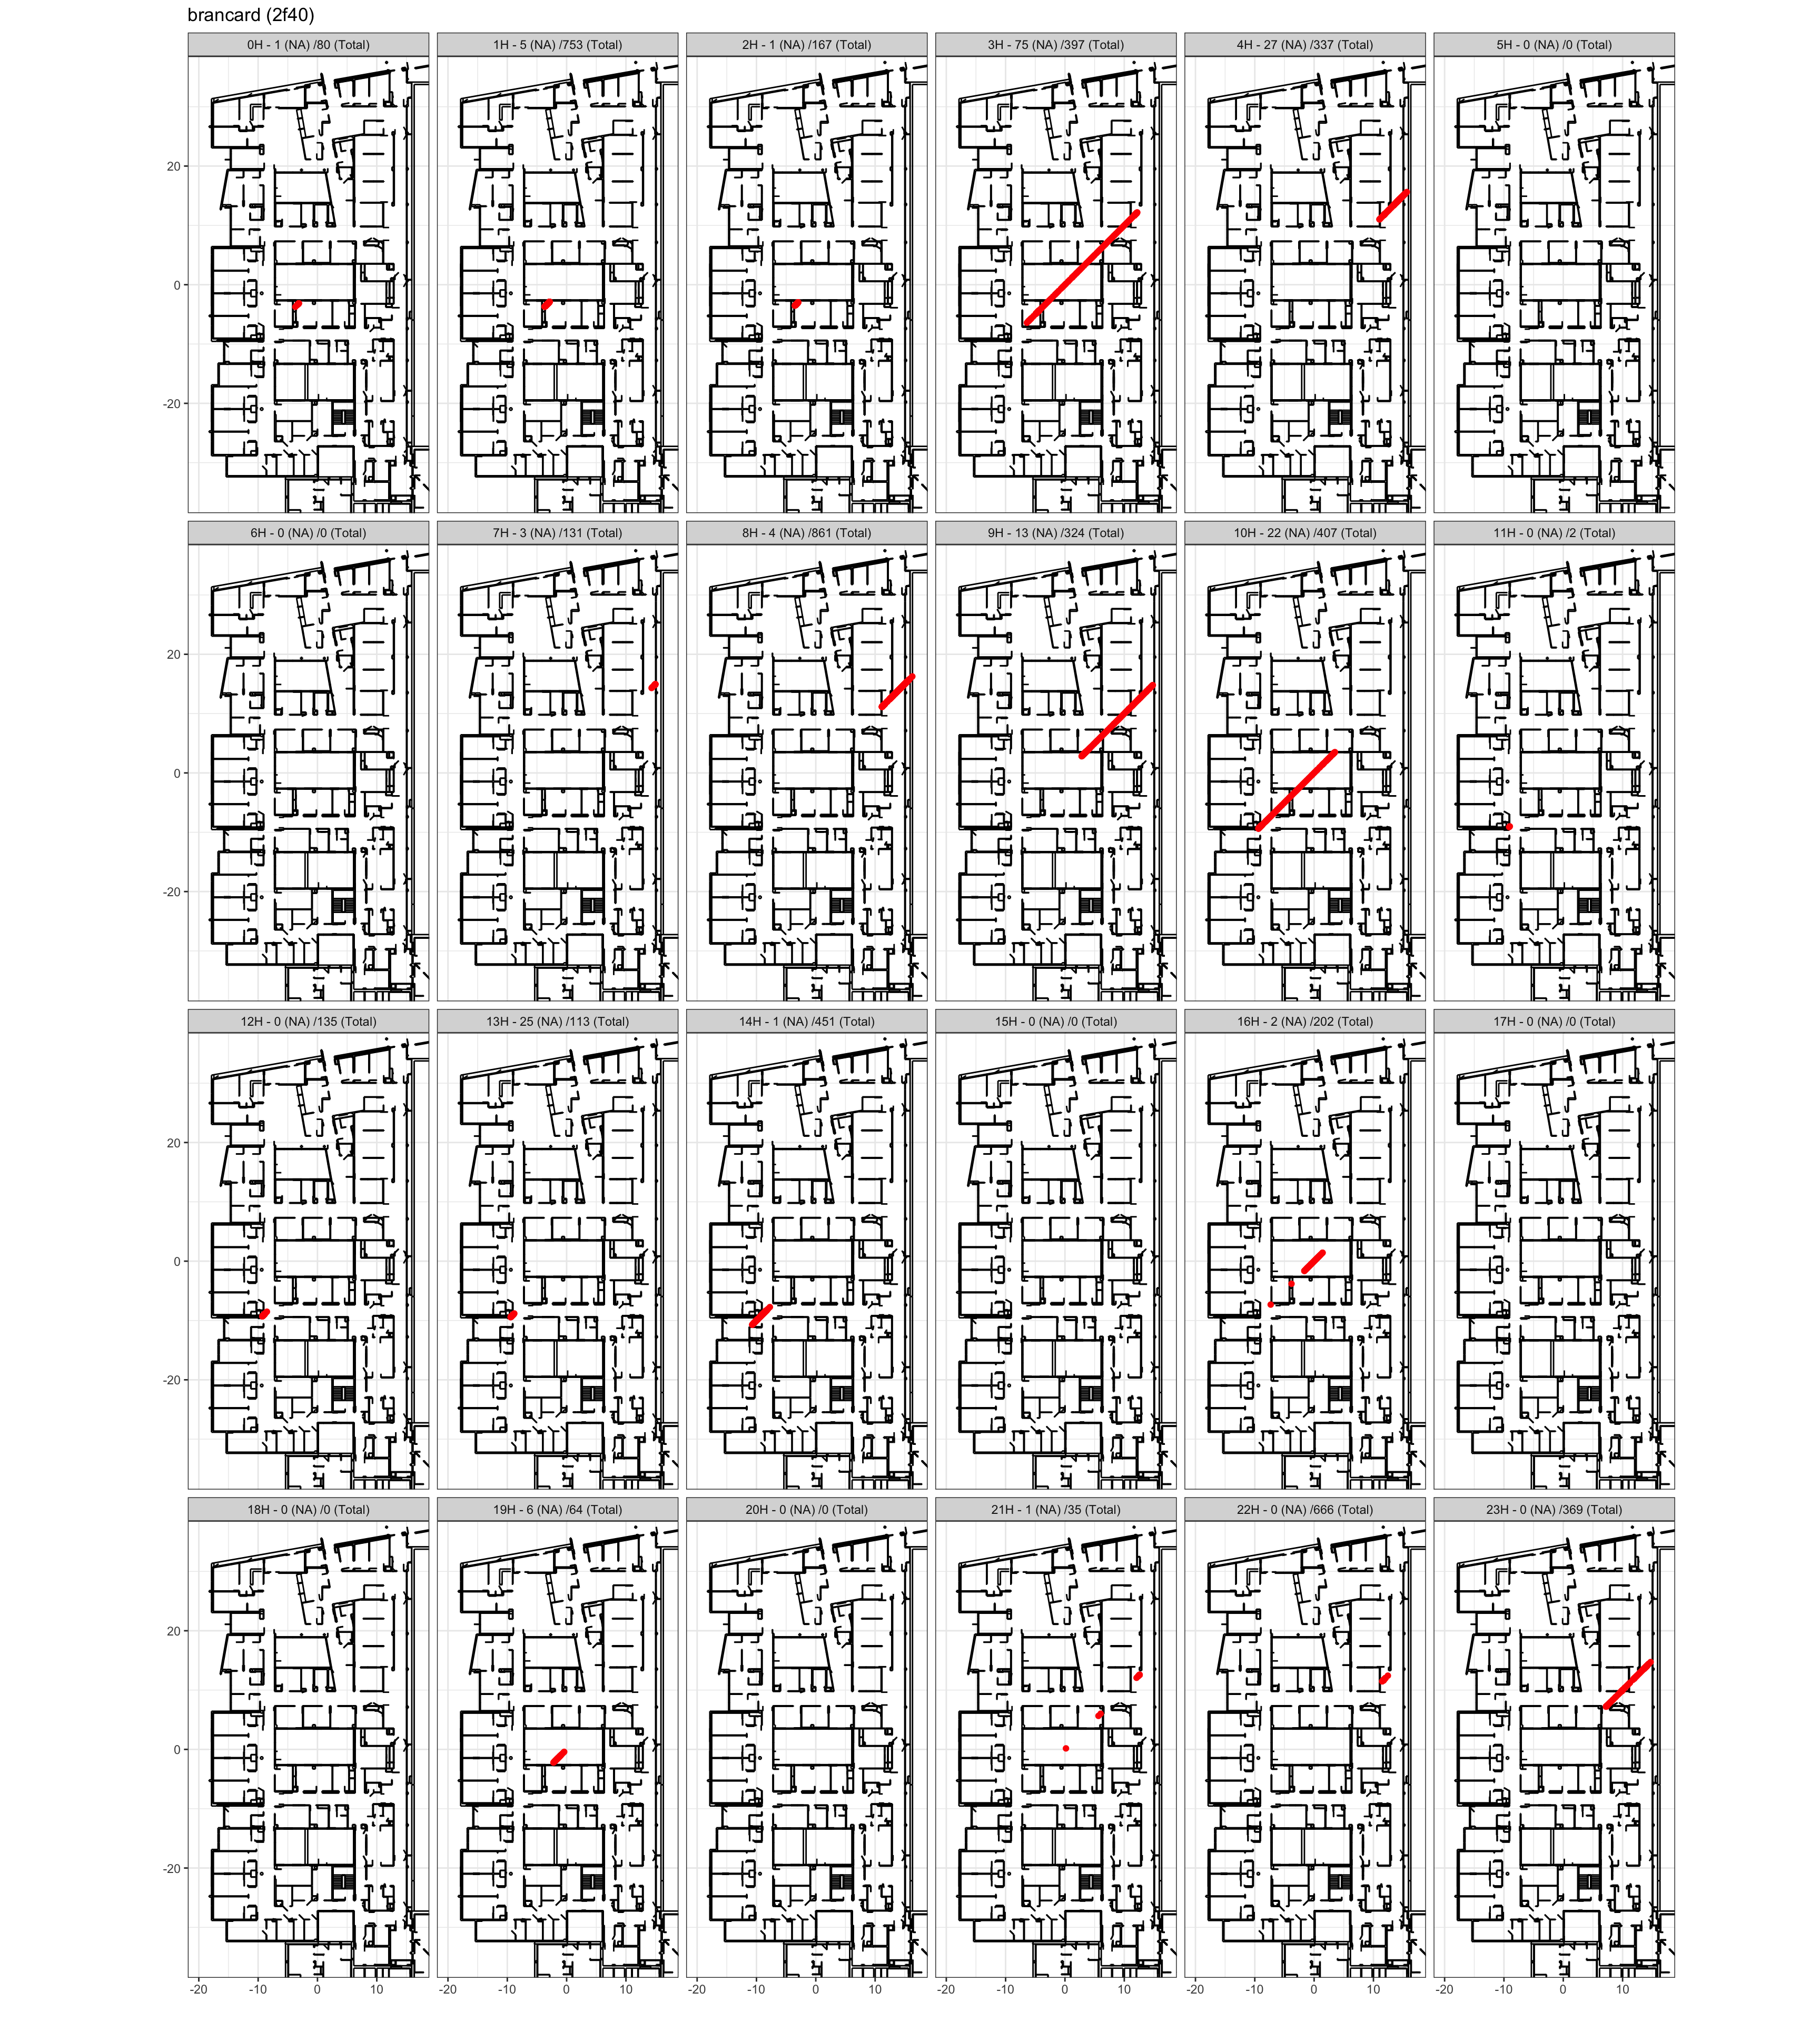 brancard (2f40)
0H - 1 (NA) /80 (Total) 1H - 5 (NA) /753 (Total) 2H - 1 (NA) /167 (Total) 3H - 75 (NA) /397 (Total) 4H - 27 (NA) /337 (Total) 5H - 0 (NA) /0 (Total)
20
0
-20
6H - 0 (NA) /0 (Total) 7H - 3 (NA) /131 (Total) 8H - 4 (NA) /861 (Total) 9H - 13 (NA) /324 (Total) 10H - 22 (NA) /407 (Total) 11H - 0 (NA) /2 (Total)
20
0
-20
12H - 0 (NA) /135 (Total) 13H - 25 (NA) /113 (Total) 14H - 1 (NA) /451 (Total) 15H - 0 (NA) /0 (Total) 16H - 2 (NA) /202 (Total) 17H - 0 (NA) /0 (Total)
20
0
-20
18H - 0 (NA) /0 (Total) 19H - 6 (NA) /64 (Total) 20H - 0 (NA) /0 (Total) 21H - 1 (NA) /35 (Total) 22H - 0 (NA) /666 (Total) 23H - 0 (NA) /369 (Total)
20
0
-20
-20 -10 0 10 -20 -10 0 10 -20 -10 0 10 -20 -10 0 10 -20 -10 0 10 -20 -10 0 10